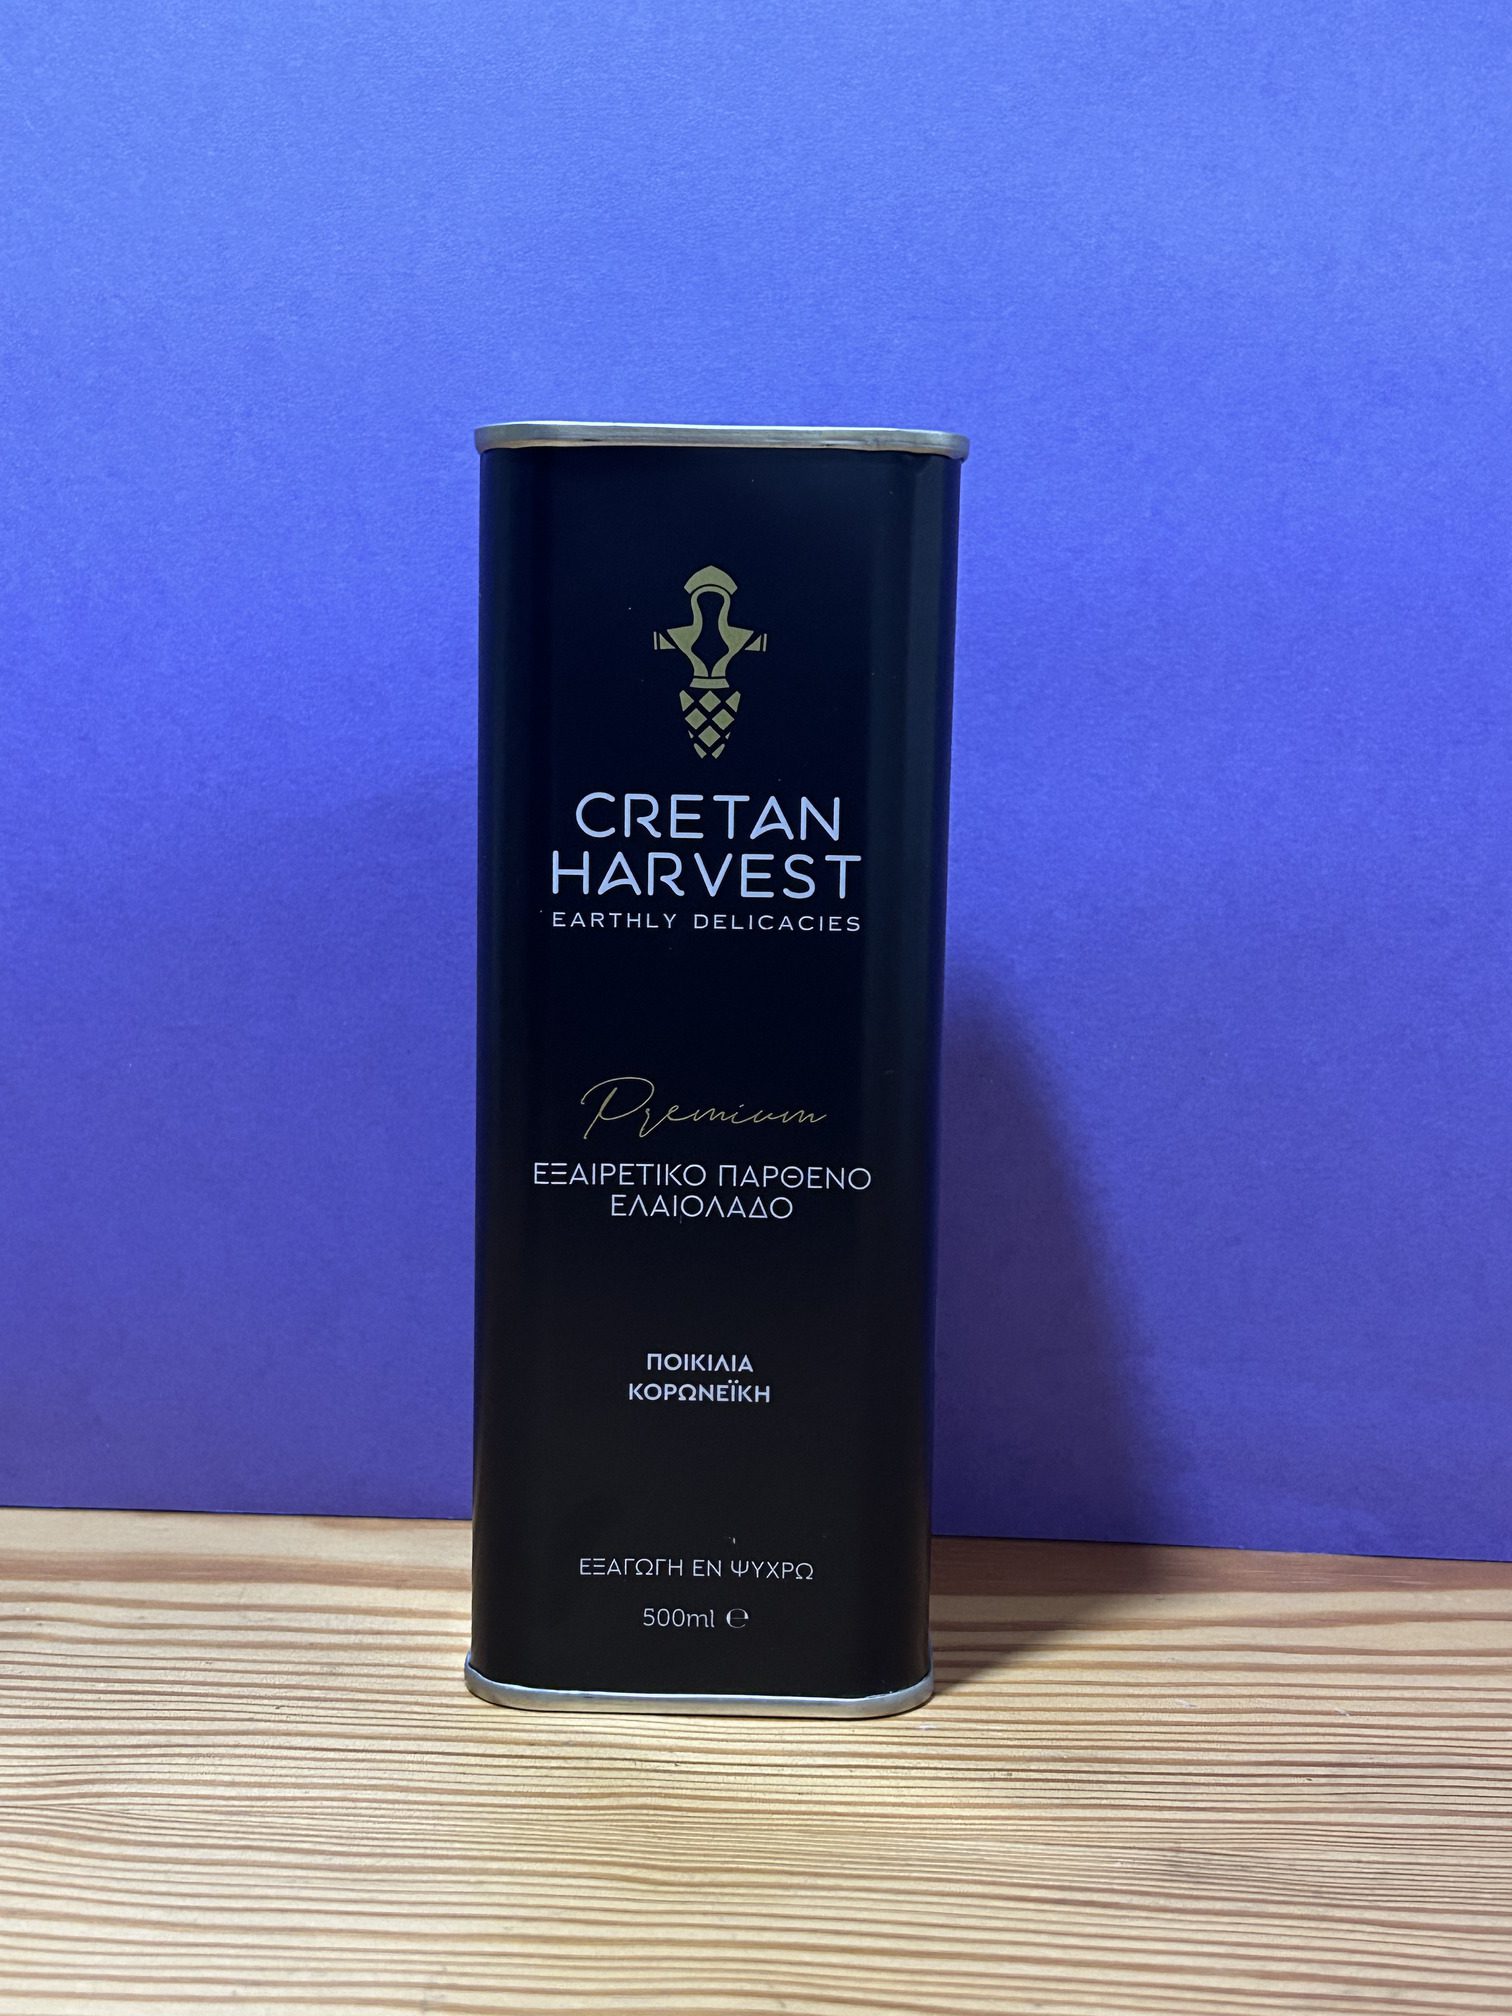 CRETAN
HARVEST
EARTHLY DELICACIES
Premium
ΕΞΑΙΡΕΤΙΚΟ ΠΑΡΘΕΝΟ
ΕΛΑΙΟΛΑΔΟ
ΠΟΙΚΙΛΙΑ
ΚΟΡΩΝΕΪΚΗ
ΕΞΑΓΩΓΗ ΕΝ ΨΥΧΡΩ
500ml ℮